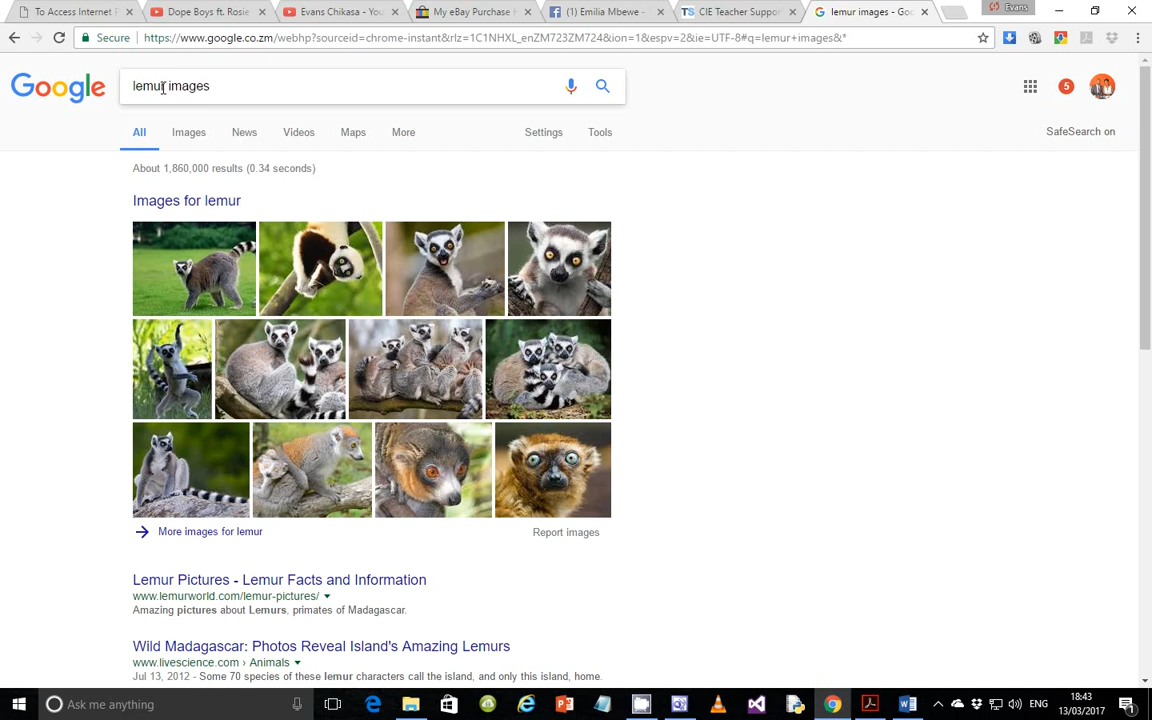 To Access Internet F
Dope Boys ft. Rosie
Evans Chikasa - You
My eBay Purchase H
(1) Emilia Mbewe -
CIE Teacher Suppor
lemur images - Goo
Evans
Secure https://www.google.co.zm/webhp?sourceid=chrome-instant&rlz=1C1NHXL_enZM723ZM724&ion=1&espv=2&ie=UTF-8#q=lemur+images&*
Google
lemur images
5
All Images News Videos Maps More Settings Tools
SafeSearch on
About 1,860,000 results (0.34 seconds)
Images for lemur
More images for lemur
Report images
Lemur Pictures - Lemur Facts and Information
www.lemurworld.com/lemur-pictures/
Amazing pictures about Lemurs, primates of Madagascar.
Wild Madagascar: Photos Reveal Island's Amazing Lemurs
www.livescience.com › Animals
Jul 13, 2012 - Some 70 species of these lemur characters call the island, and only this island, home.
Ask me anything
ENG
18:43
13/03/2017
1